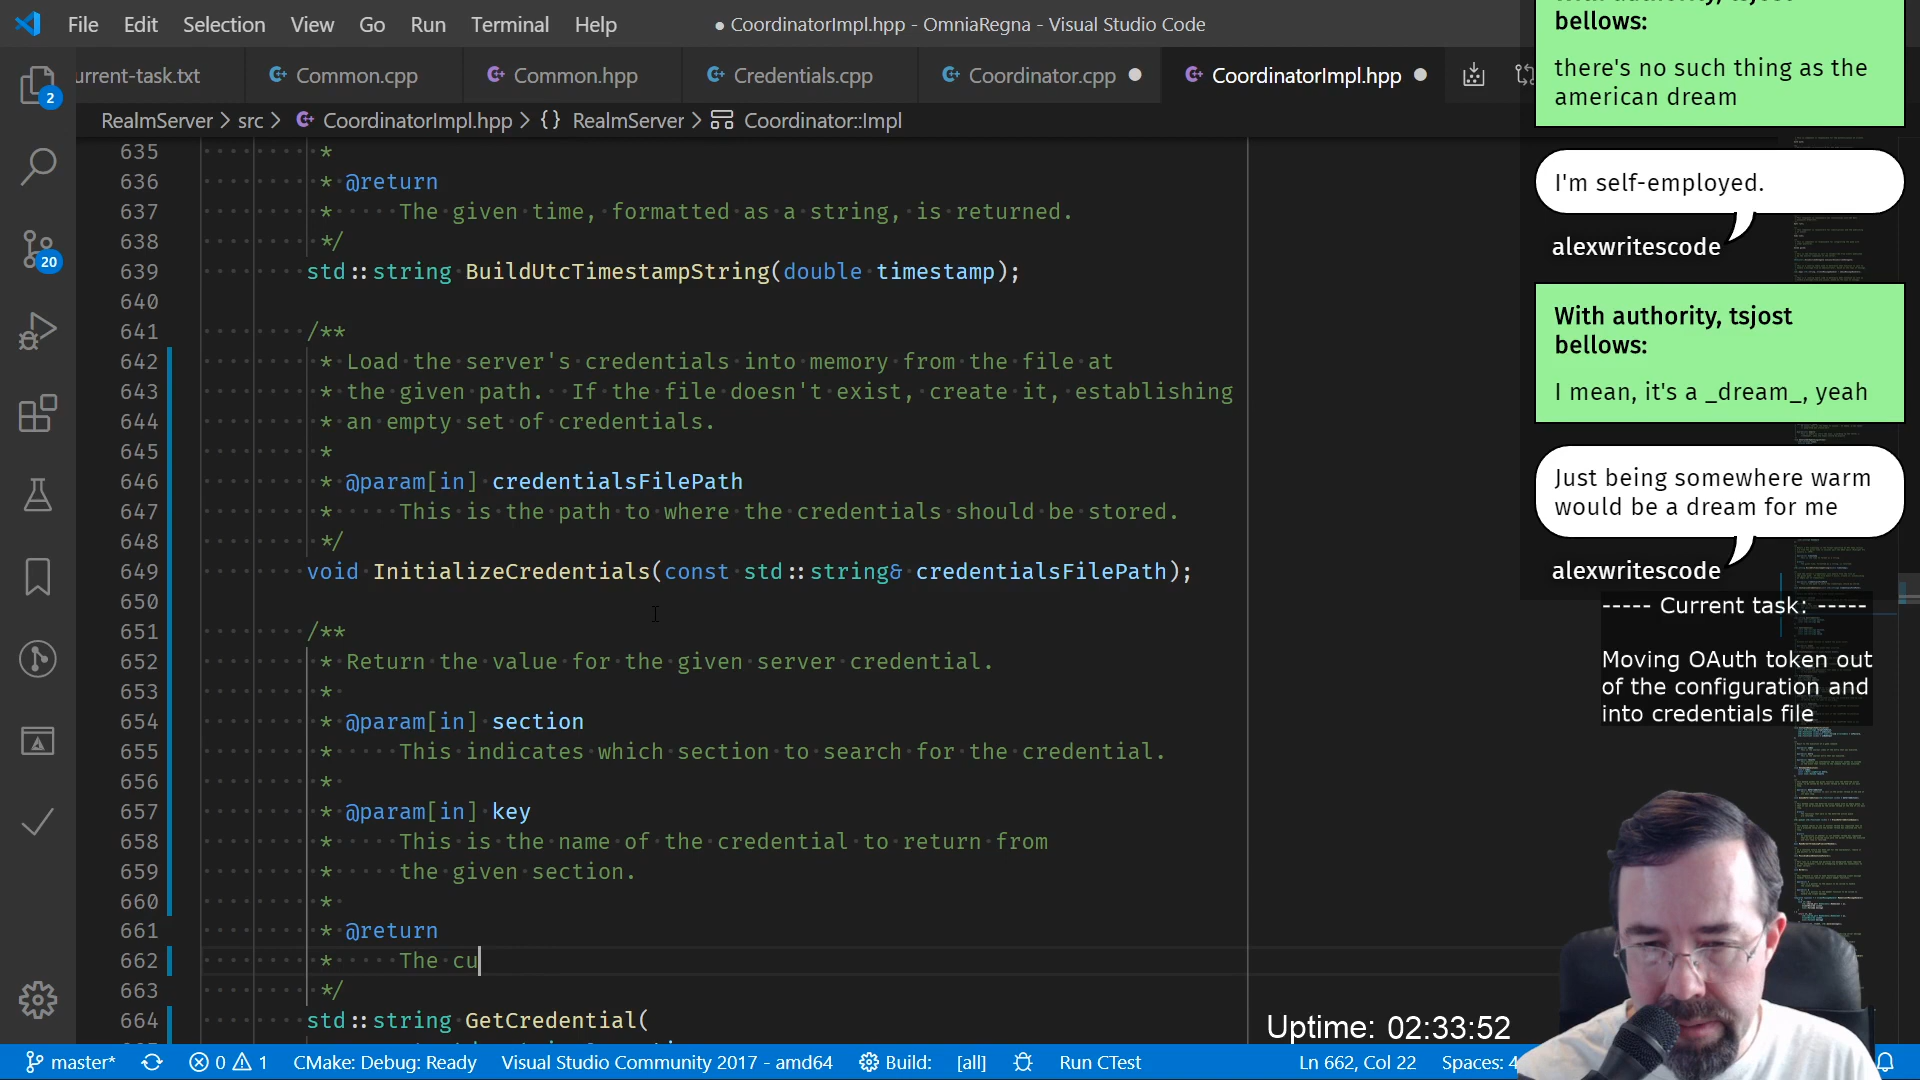 File Edit Selection View Go Run Terminal Help
● CoordinatorImpl.hpp - OmniaRegna - Visual Studio Code
urrent-task.txt
Common.cpp
Common.hpp
Credentials.cpp
Coordinator.cpp
CoordinatorImpl.hpp
RealmServer > src > CoordinatorImpl.hpp > {} RealmServer > Coordinator::Impl
635 *
636 * @return
637 * The given time, formatted as a string, is returned.
638 */
639 std::string BuildUtcTimestampString(double timestamp);
640
641 /**
642 * Load the server's credentials into memory from the file at
643 * the given path. If the file doesn't exist, create it, establishing
644 * an empty set of credentials.
645 *
646 * @param[in] credentialsFilePath
647 * This is the path to where the credentials should be stored.
648 */
649 void InitializeCredentials(const std::string& credentialsFilePath);
650
651 /**
652 * Return the value for the given server credential.
653 *
654 * @param[in] section
655 * This indicates which section to search for the credential.
656 *
657 * @param[in] key
658 * This is the name of the credential to return from
659 * the given section.
660 *
661 * @return
662 * The cu
663 */
664 std::string GetCredential(
bellows:
there's no such thing as the
american dream
I'm self-employed.
alexwritescode
With authority, tsjost
bellows:
I mean, it's a _dream_, yeah
Just being somewhere warm
would be a dream for me
alexwritescode
----- Current task: -----
Moving OAuth token out
of the configuration and
into credentials file
Uptime: 02:33:52
2
20
master* 0 1 CMake: Debug: Ready Visual Studio Community 2017 - amd64 Build: [all] Run CTest Ln 662, Col 22 Spaces: 4